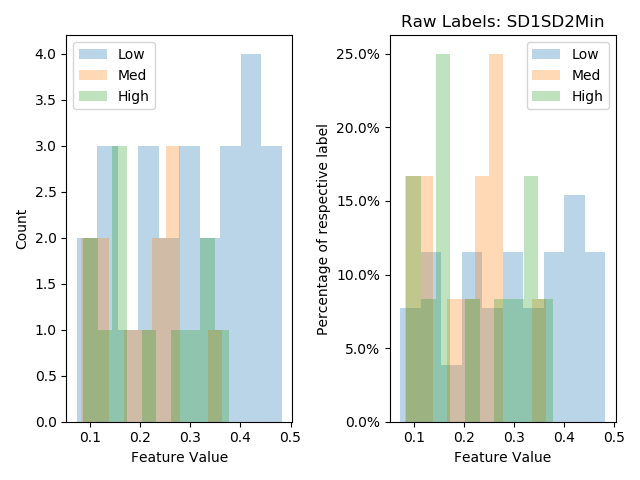 Raw Labels: SD1SD2Min
4.0
3.5
3.0
2.5
2.0
1.5
1.0
0.5
0.0
Count
0.1 0.2 0.3 0.4 0.5
Feature Value
Low
Med
High
25.0%
20.0%
15.0%
10.0%
5.0%
0.0%
Percentage of respective label
0.1 0.2 0.3 0.4 0.5
Feature Value
Low
Med
High